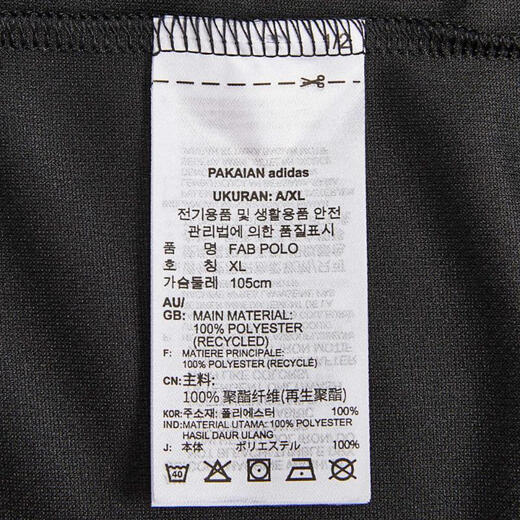 1/2
PAKAIAN adidas
UKURAN: A/XL
전기용품 및 생활용품 안전
관리법에 의한 품질표시
품 명 FAB POLO
호 칭 XL
가슴둘레 105cm
AU/
GB: MAIN MATERIAL:
100% POLYESTER
(RECYCLED)
F: MATIERE PRINCIPALE:
100% POLYESTER (RECYCLÉ)
CN: 主料:
100% 聚酯纤维(再生聚酯)
KOR: 주소재: 폴리에스터 100%
IND: MATERIAL UTAMA: 100% POLYESTER
HASIL DAUR ULANG
J: 本体 ポリエステル 100%
40